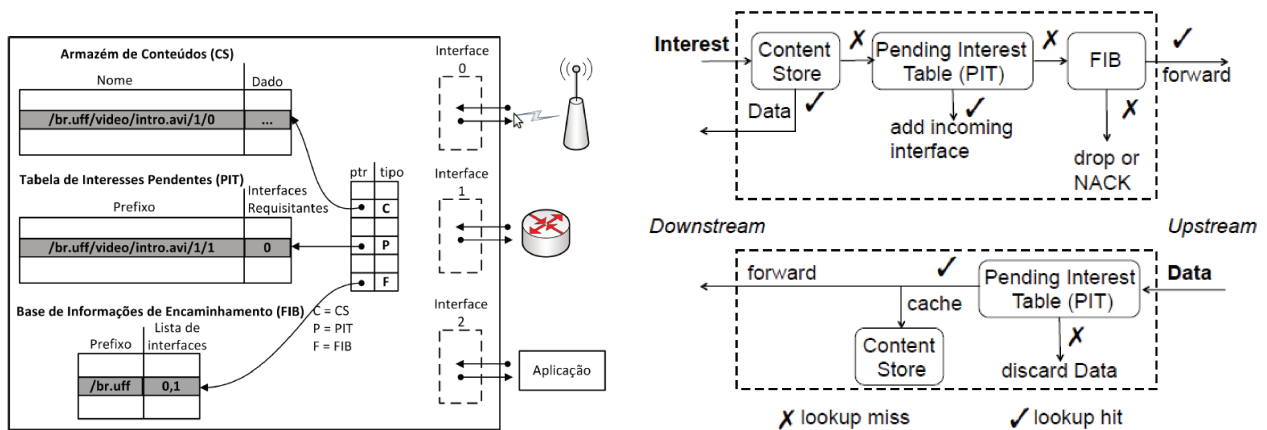 Armazém de Conteúdos (CS)
Nome Dado
/br.uff/video/intro.avi/1/0 ...
Tabela de Interesses Pendentes (PIT)
Prefixo Interfaces
Requisitantes
/br.uff/video/intro.avi/1/1 0
Base de Informações de Encaminhamento (FIB)
Prefixo Lista de
interfaces
/br.uff 0,1
ptr tipo
C
P
F
C = CS
P = PIT
F = FIB
Interface
0
Interface
1
Interface
2
Aplicação
Interest
Content
Store
✗
Pending Interest
Table (PIT)
✗
FIB
✓
forward
Data ✓
✓
add incoming
interface
✗
drop or
NACK
Downstream Upstream
forward
✓
Pending Interest
Table (PIT)
Data
cache
Content
Store
✗
discard Data
✗ lookup miss ✓ lookup hit